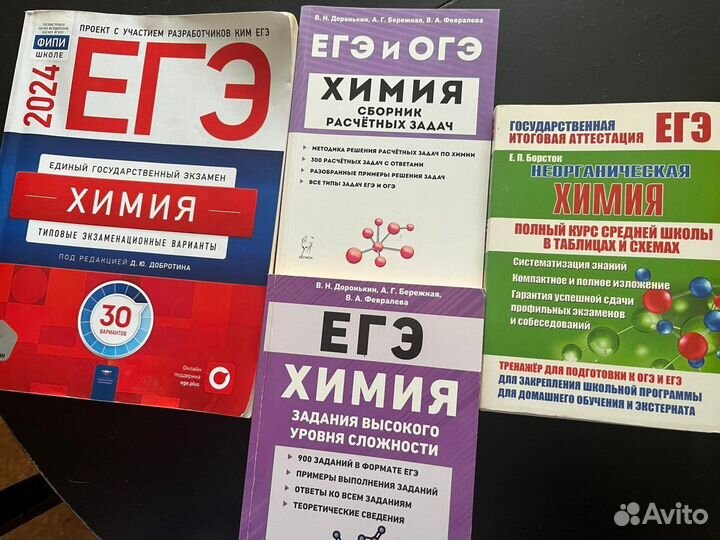 ПРОЕКТ С УЧАСТИЕМ РАЗРАБОТЧИКОВ КИМ ЕГЭ
ФИПИ
ШКОЛЕ
2024
ЕГЭ
ЕДИНЫЙ ГОСУДАРСТВЕННЫЙ ЭКЗАМЕН
ХИМИЯ
ТИПОВЫЕ ЭКЗАМЕНАЦИОННЫЕ ВАРИАНТЫ
ПОД РЕДАКЦИЕЙ Д.Ю. ДОБРОТИНА
30
ВАРИАНТОВ
Онлайн
поддержка
ege.plus
В. Н. Доронькин, А. Г. Бережная, В. А. Февралева
ЕГЭ И ОГЭ
ХИМИЯ
СБОРНИК
РАСЧЁТНЫХ ЗАДАЧ
МЕТОДИКА РЕШЕНИЯ РАСЧЁТНЫХ ЗАДАЧ ПО ХИМИИ
300 РАСЧЁТНЫХ ЗАДАЧ С ОТВЕТАМИ
РАЗОБРАННЫЕ ПРИМЕРЫ РЕШЕНИЯ ЗАДАЧ
ВСЕ ТИПЫ ЗАДАЧ ЕГЭ И ОГЭ
ЛЕГИОН
В. Н. Доронькин, А. Г. Бережная,
В. А. Февралева
ЕГЭ
ХИМИЯ
ЗАДАНИЯ ВЫСОКОГО
УРОВНЯ СЛОЖНОСТИ
900 ЗАДАНИЙ В ФОРМАТЕ ЕГЭ
ПРИМЕРЫ ВЫПОЛНЕНИЯ ЗАДАНИЙ
ОТВЕТЫ КО ВСЕМ ЗАДАНИЯМ
ТЕОРЕТИЧЕСКИЕ СВЕДЕНИЯ
ГОСУДАРСТВЕННАЯ
ИТОГОВАЯ АТТЕСТАЦИЯ
ЕГЭ
Е. П. Борсток
НЕОРГАНИЧЕСКАЯ
ХИМИЯ
ПОЛНЫЙ КУРС СРЕДНЕЙ ШКОЛЫ
В ТАБЛИЦАХ И СХЕМАХ
Систематизация знаний
Компактное и полное изложение
Гарантия успешной сдачи
профильных экзаменов
и собеседований
ТРЕНАЖЁР ДЛЯ ПОДГОТОВКИ К ОГЭ И ЕГЭ
ДЛЯ ЗАКРЕПЛЕНИЯ ШКОЛЬНОЙ ПРОГРАММЫ
ДЛЯ ДОМАШНЕГО ОБУЧЕНИЯ И ЭКСТЕРНАТА
Avito